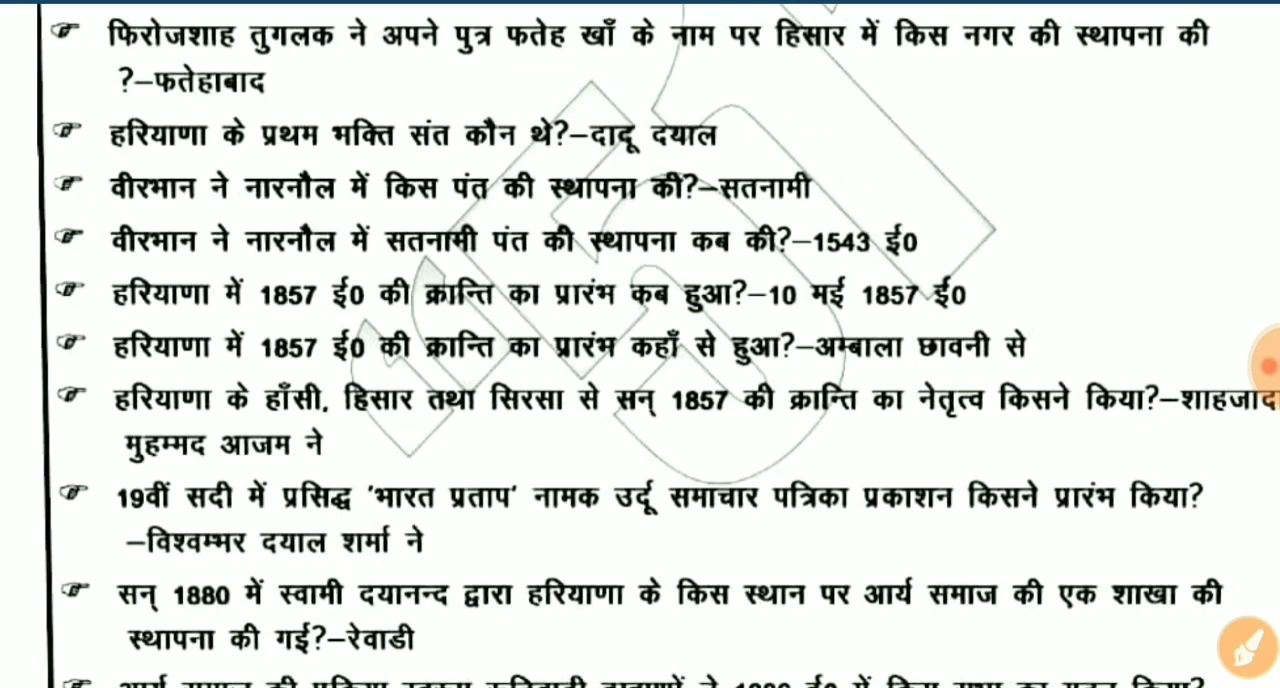 फिरोजशाह तुगलक ने अपने पुत्र फतेह खाँ के नाम पर हिसार में किस नगर की स्थापना की
?–फतेहाबाद
हरियाणा के प्रथम भक्ति संत कौन थे?–दादू दयाल
वीरभान ने नारनौल में किस पंत की स्थापना की?–सतनामी
वीरभान ने नारनौल में सतनामी पंत की स्थापना कब की?–1543 ई0
हरियाणा में 1857 ई0 की क्रान्ति का प्रारंभ कब हुआ?–10 मई 1857 ई0
हरियाणा में 1857 ई0 की क्रान्ति का प्रारंभ कहाँ से हुआ?–अम्बाला छावनी से
हरियाणा के हाँसी, हिसार तथा सिरसा से सन् 1857 की क्रान्ति का नेतृत्व किसने किया?–शाहजाद
मुहम्मद आजम ने
19वीं सदी में प्रसिद्ध 'भारत प्रताप' नामक उर्दू समाचार पत्रिका प्रकाशन किसने प्रारंभ किया?
–विश्वम्भर दयाल शर्मा ने
सन् 1880 में स्वामी दयानन्द द्वारा हरियाणा के किस स्थान पर आर्य समाज की एक शाखा की
स्थापना की गई?–रेवाडी